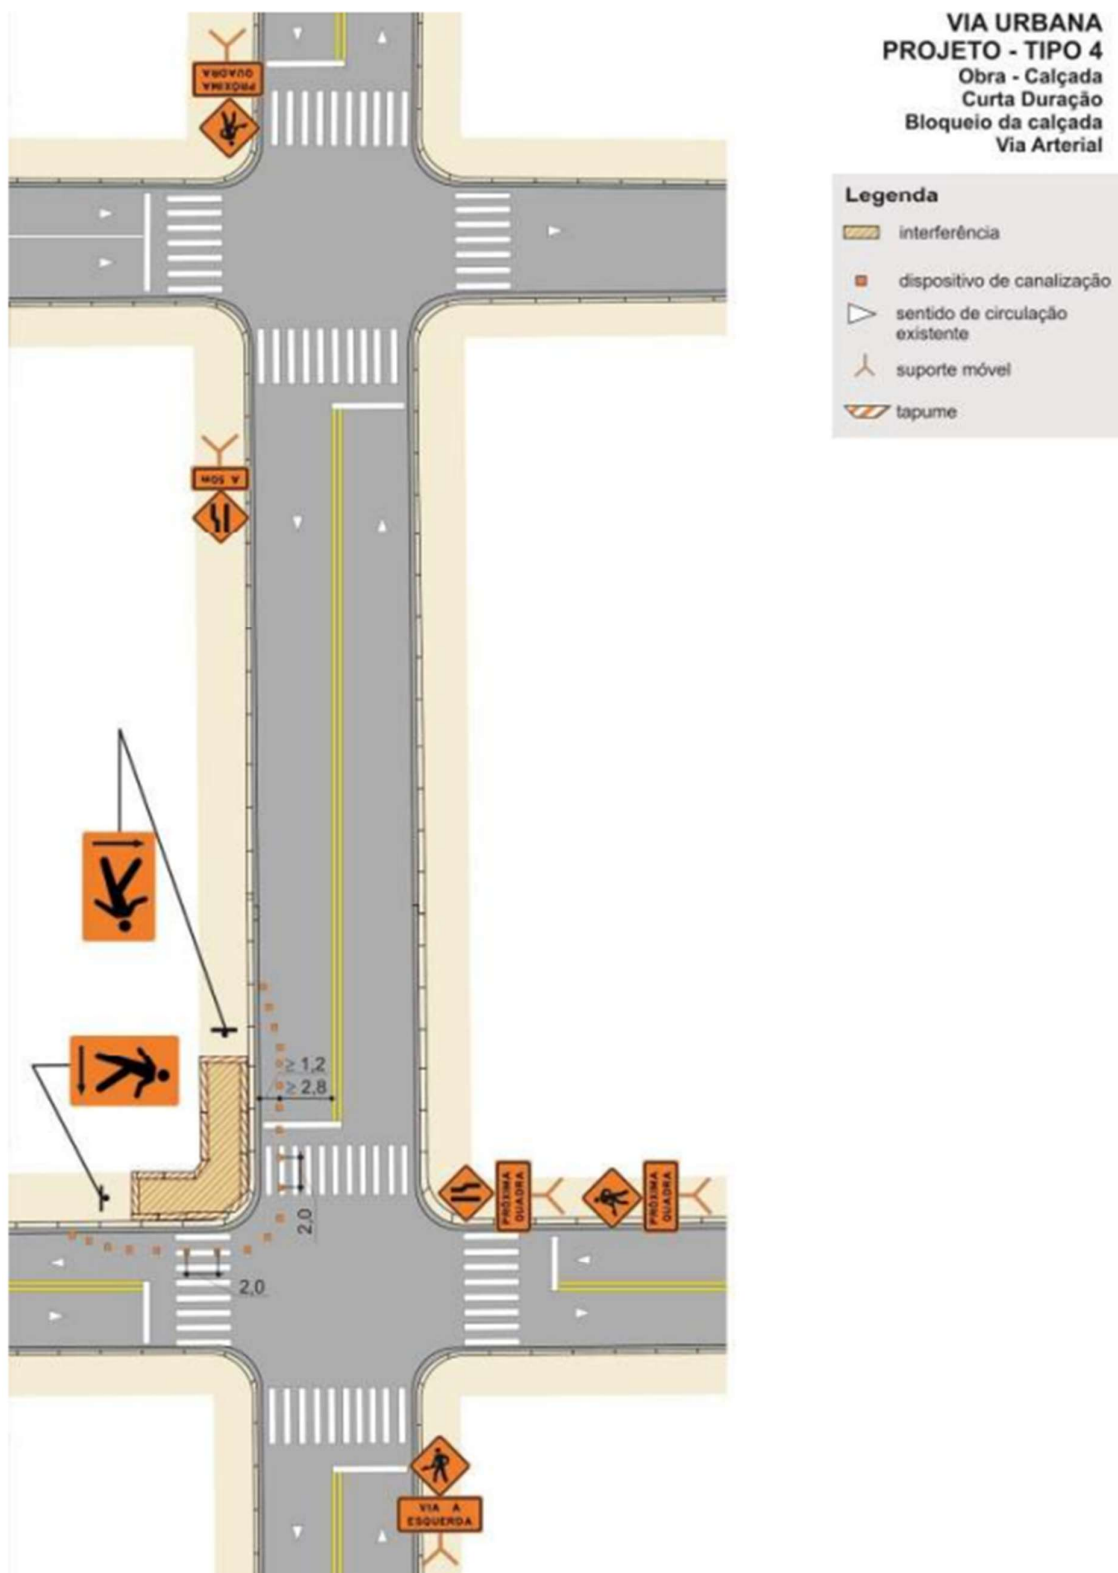 VIA URBANA
PROJETO - TIPO 4
Obra - Calçada
Curta Duração
Bloqueio da calçada
Via Arterial
Legenda
interferência
dispositivo de canalização
sentido de circulação
existente
suporte móvel
tapume
PRÓXIMA
QUADRA
A 50m
≥ 1,2
≥ 2,8
2,0
2,0
PRÓXIMA
QUADRA
PRÓXIMA
QUADRA
VIA A
ESQUERDA